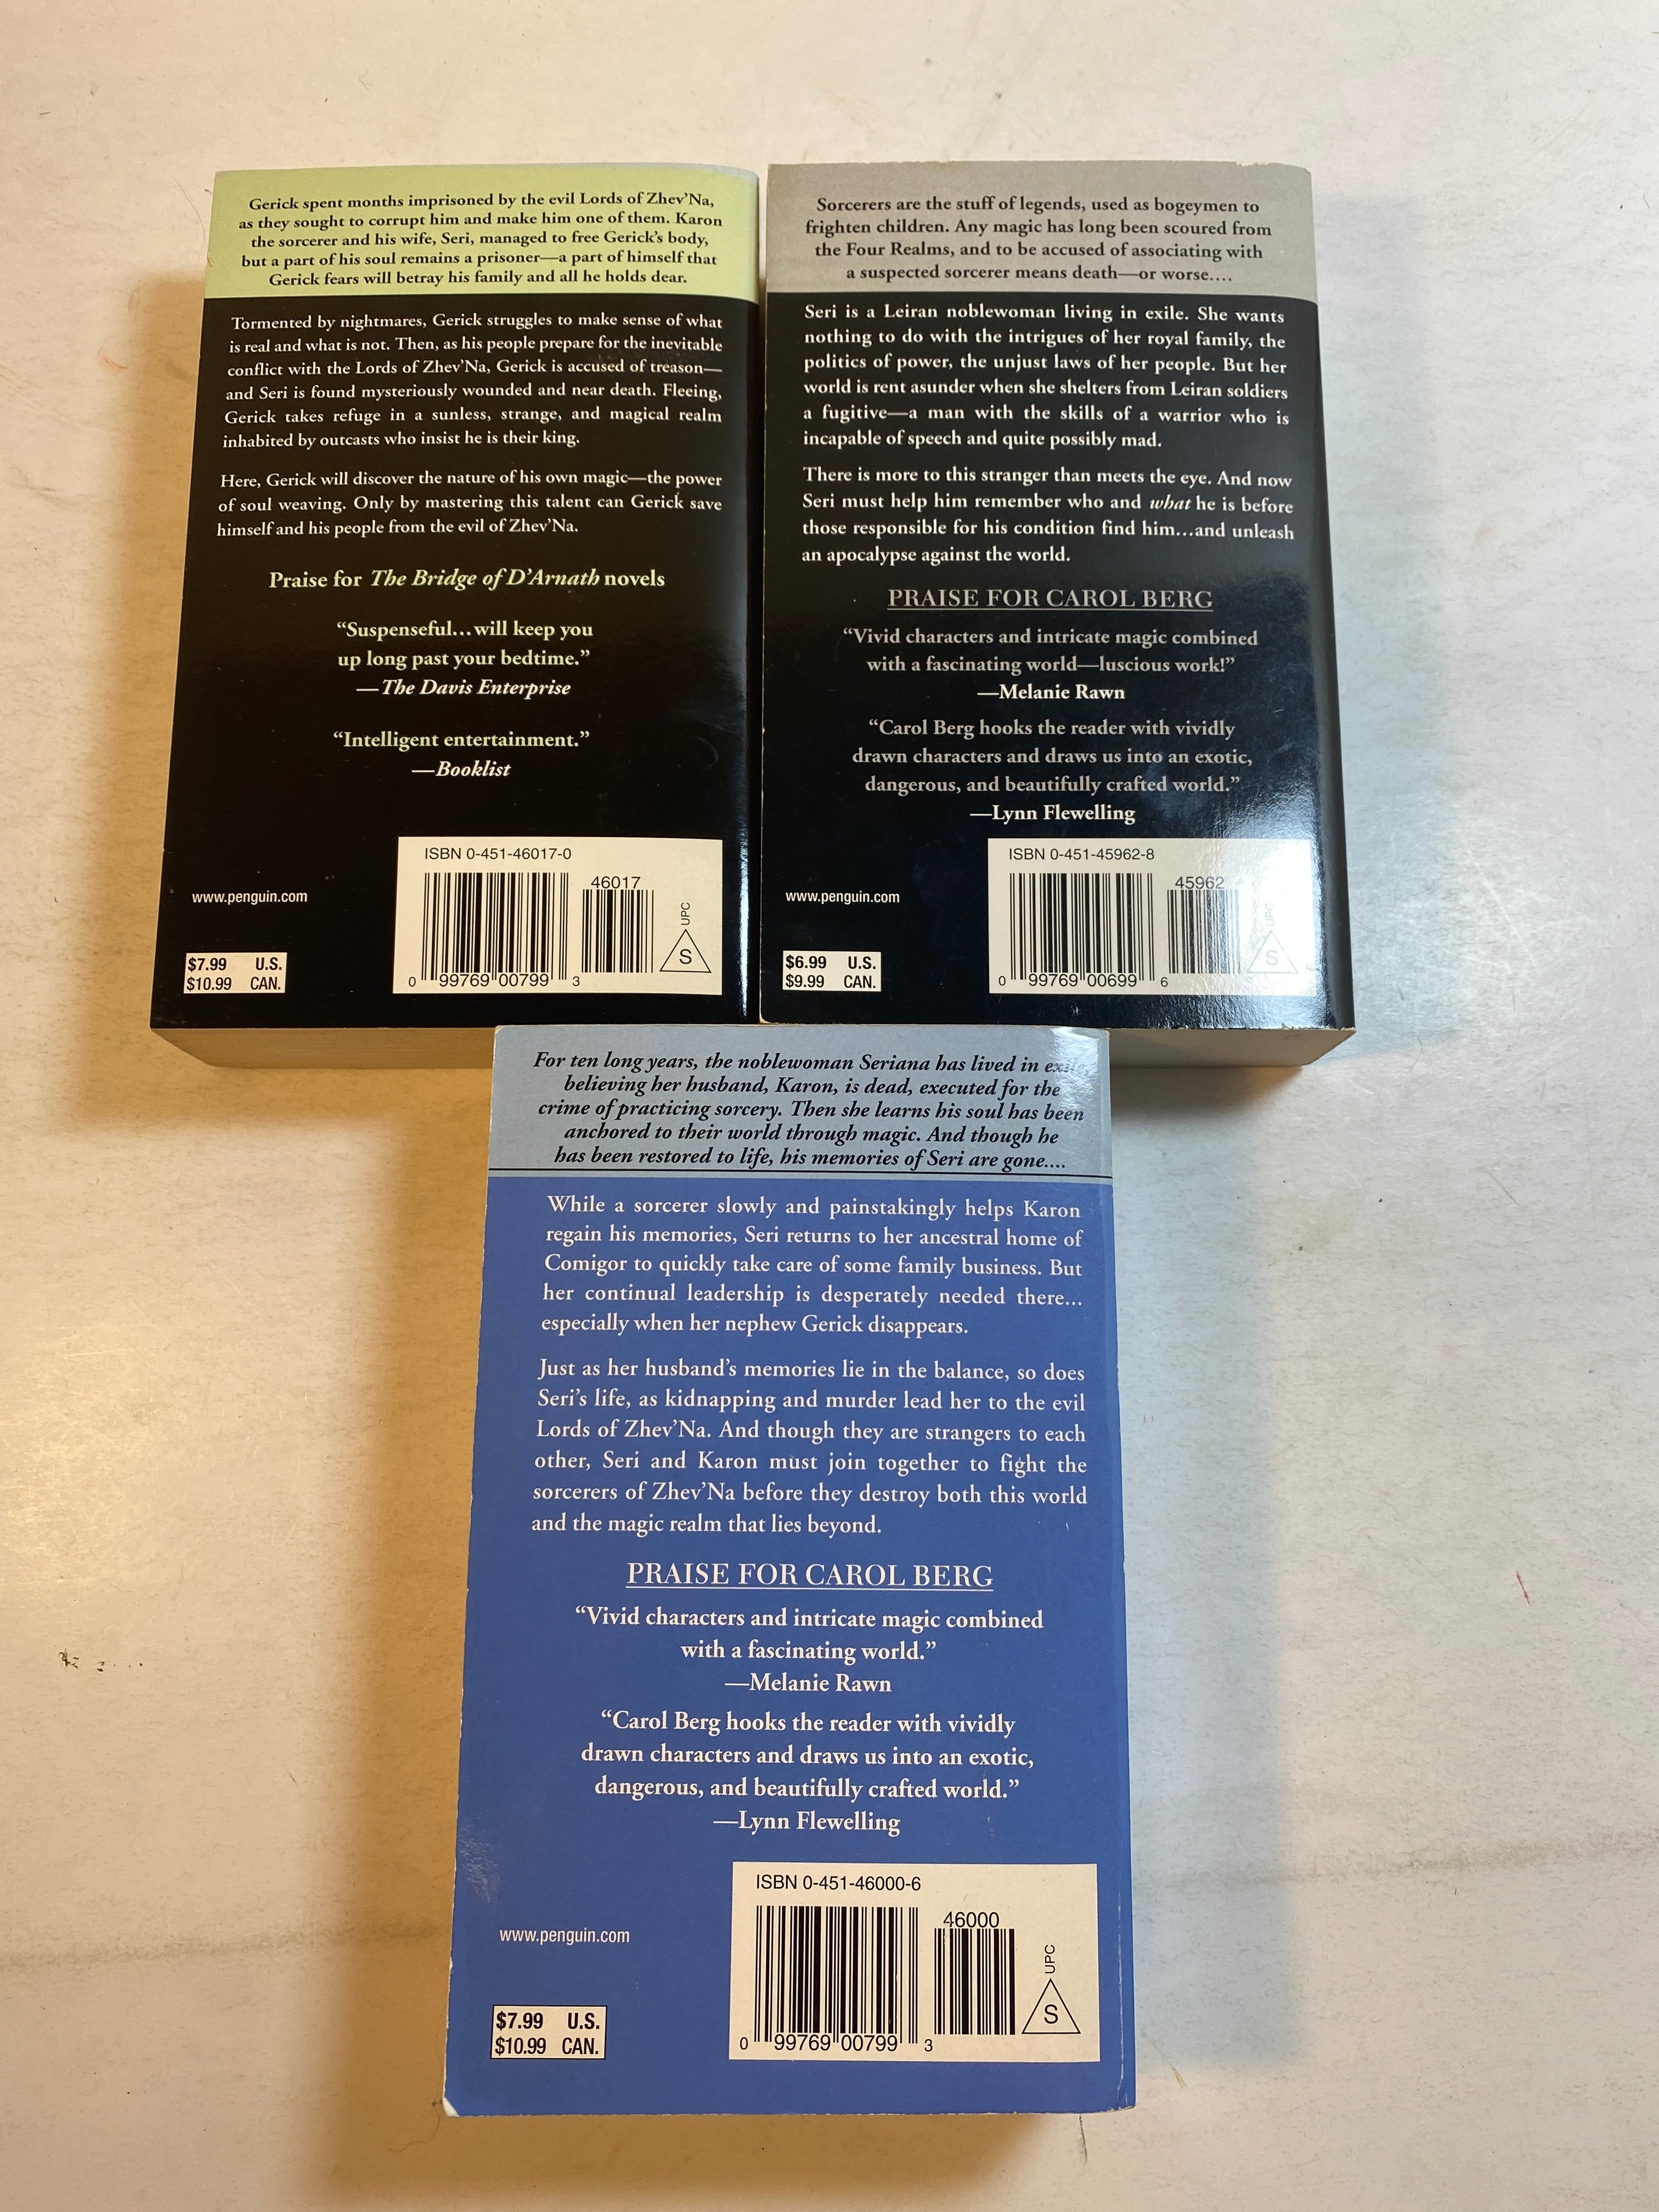 Gerick spent months imprisoned by the evil Lords of Zhev'Na,
as they sought to corrupt him and make him one of them. Karon
the sorcerer and his wife, Seri, managed to free Gerick's body,
but a part of his soul remains a prisoner—a part of himself that
Gerick fears will betray his family and all he holds dear.
Tormented by nightmares, Gerick struggles to make sense of what
is real and what is not. Then, as his people prepare for the inevitable
conflict with the Lords of Zhev'Na, Gerick is accused of treason—
and Seri is found mysteriously wounded and near death. Fleeing,
Gerick takes refuge in a sunless, strange, and magical realm
inhabited by outcasts who insist he is their king.
Here, Gerick will discover the nature of his own magic—the power
of soul weaving. Only by mastering this talent can Gerick save
himself and his people from the evil of Zhev'Na.
Praise for The Bridge of D'Arnath novels
“Suspenseful...will keep you
up long past your bedtime.”
—The Davis Enterprise
“Intelligent entertainment.”
—Booklist
ISBN 0-451-46017-0
46017
www.penguin.com
UPC
S
$7.99 U.S.
$10.99 CAN.
0 99769 00799 3
Sorcerers are the stuff of legends, used as bogeymen to
frighten children. Any magic has long been scoured from
the Four Realms, and to be accused of associating with
a suspected sorcerer means death—or worse....
Seri is a Leiran noblewoman living in exile. She wants
nothing to do with the intrigues of her royal family, the
politics of power, the unjust laws of her people. But her
world is rent asunder when she shelters from Leiran soldiers
a fugitive—a man with the skills of a warrior who is
incapable of speech and quite possibly mad.
There is more to this stranger than meets the eye. And now
Seri must help him remember who and what he is before
those responsible for his condition find him...and unleash
an apocalypse against the world.
PRAISE FOR CAROL BERG
“Vivid characters and intricate magic combined
with a fascinating world—luscious work!”
—Melanie Rawn
“Carol Berg hooks the reader with vividly
drawn characters and draws us into an exotic,
dangerous, and beautifully crafted world.”
—Lynn Flewelling
ISBN 0-451-45962-8
45962
www.penguin.com
UPC
S
$6.99 U.S.
$9.99 CAN.
0 99769 00699 6
For ten long years, the noblewoman Seriana has lived in
believing her husband, Karon, is dead, executed for the
crime of practicing sorcery. Then she learns his soul has been
anchored to their world through magic. And though he
has been restored to life, his memories of Seri are gone....
While a sorcerer slowly and painstakingly helps Karon
regain his memories, Seri returns to her ancestral home of
Comigor to quickly take care of some family business. But
her continual leadership is desperately needed there...
especially when her nephew Gerick disappears.
Just as her husband's memories lie in the balance, so does
Seri's life, as kidnapping and murder lead her to the evil
Lords of Zhev'Na. And though they are strangers to each
other, Seri and Karon must join together to fight the
sorcerers of Zhev'Na before they destroy both this world
and the magic realm that lies beyond.
PRAISE FOR CAROL BERG
“Vivid characters and intricate magic combined
with a fascinating world.”
—Melanie Rawn
“Carol Berg hooks the reader with vividly
drawn characters and draws us into an exotic,
dangerous, and beautifully crafted world.”
—Lynn Flewelling
ISBN 0-451-46000-6
46000
www.penguin.com
UPC
S
$7.99 U.S.
$10.99 CAN.
0 99769 00799 3